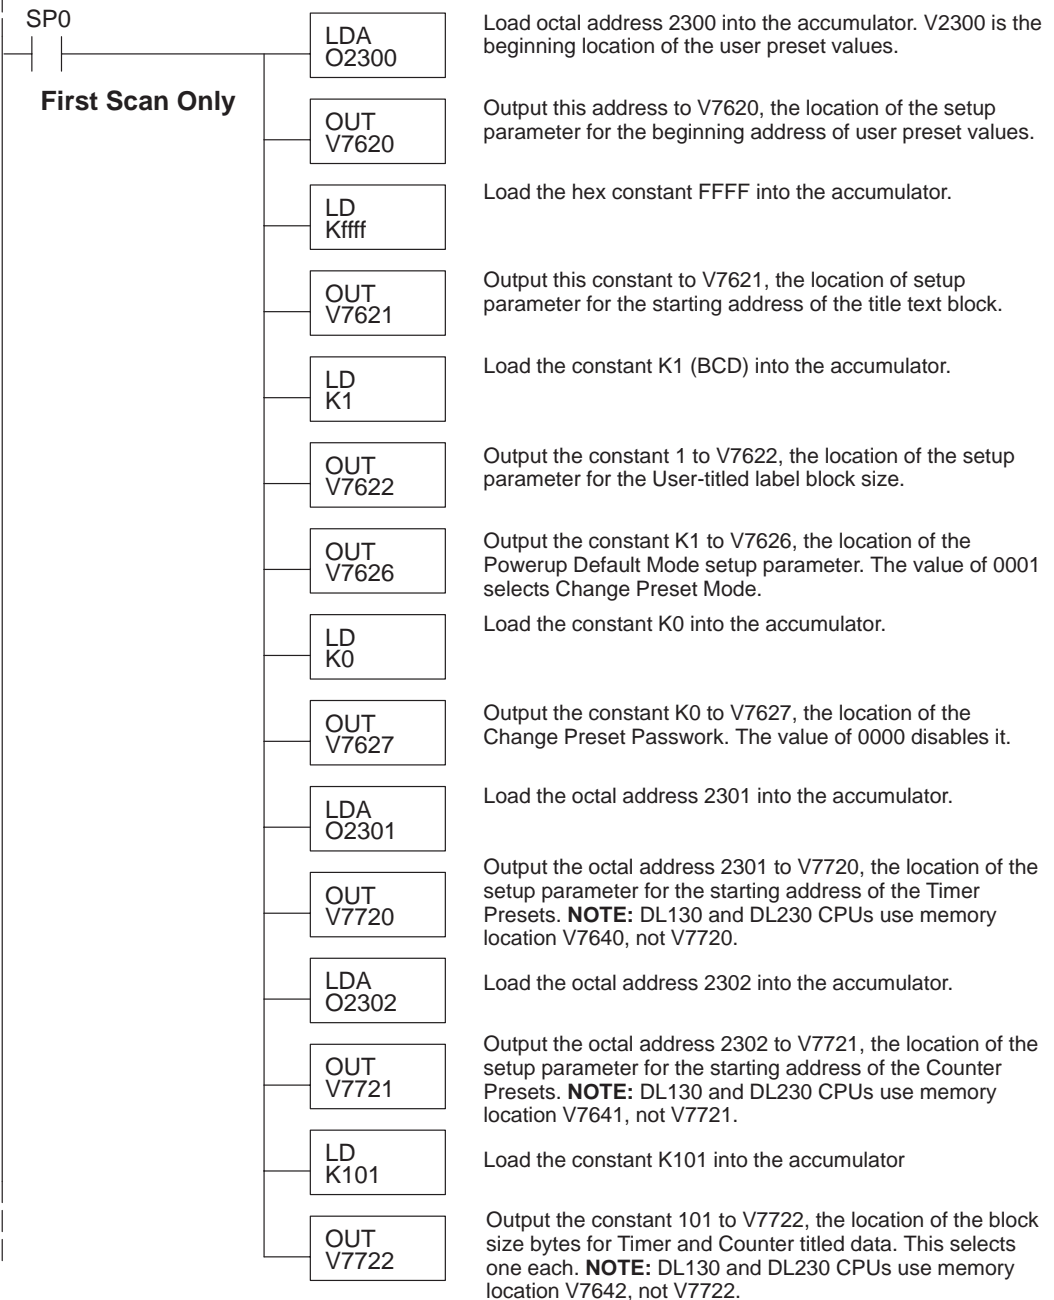 SP0
LDA
O2300
Load octal address 2300 into the accumulator. V2300 is the
beginning location of the user preset values.
First Scan Only
OUT
V7620
Output this address to V7620, the location of the setup
parameter for the beginning address of user preset values.
LD
Kffff
Load the hex constant FFFF into the accumulator.
OUT
V7621
Output this constant to V7621, the location of setup
parameter for the starting address of the title text block.
LD
K1
Load the constant K1 (BCD) into the accumulator.
OUT
V7622
Output the constant 1 to V7622, the location of the setup
parameter for the User-titled label block size.
OUT
V7626
Output the constant K1 to V7626, the location of the
Powerup Default Mode setup parameter. The value of 0001
selects Change Preset Mode.
LD
K0
Load the constant K0 into the accumulator.
OUT
V7627
Output the constant K0 to V7627, the location of the
Change Preset Passwork. The value of 0000 disables it.
LDA
O2301
Load the octal address 2301 into the accumulator.
OUT
V7720
Output the octal address 2301 to V7720, the location of the
setup parameter for the starting address of the Timer
Presets. NOTE: DL130 and DL230 CPUs use memory
location V7640, not V7720.
LDA
O2302
Load the octal address 2302 into the accumulator.
OUT
V7721
Output the octal address 2302 to V7721, the location of the
setup parameter for the starting address of the Counter
Presets. NOTE: DL130 and DL230 CPUs use memory
location V7641, not V7721.
LD
K101
Load the constant K101 into the accumulator
OUT
V7722
Output the constant 101 to V7722, the location of the block
size bytes for Timer and Counter titled data. This selects
one each. NOTE: DL130 and DL230 CPUs use memory
location V7642, not V7722.